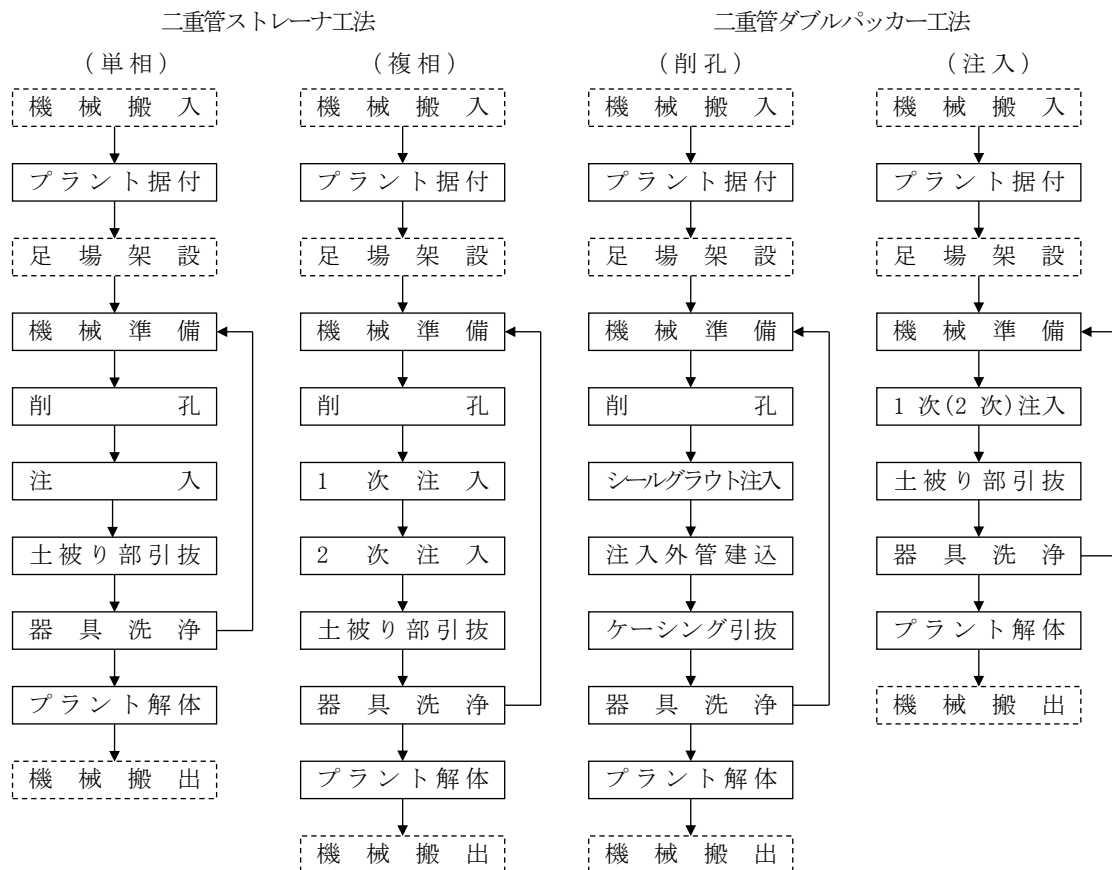 二重管ストレーナ工法
二重管ダブルパッカー工法
(単相)
機械搬入
プラント据付
足場架設
機械準備
削孔
注入
土被り部引抜
器具洗浄
プラント解体
機械搬出
(複相)
機械搬入
プラント据付
足場架設
機械準備
削孔
1次注入
2次注入
土被り部引抜
器具洗浄
プラント解体
機械搬出
(削孔)
機械搬入
プラント据付
足場架設
機械準備
削孔
シールグラウト注入
注入外管建込
ケーシング引抜
器具洗浄
プラント解体
機械搬出
(注入)
機械搬入
プラント据付
足場架設
機械準備
1次(2次)注入
土被り部引抜
器具洗浄
プラント解体
機械搬出